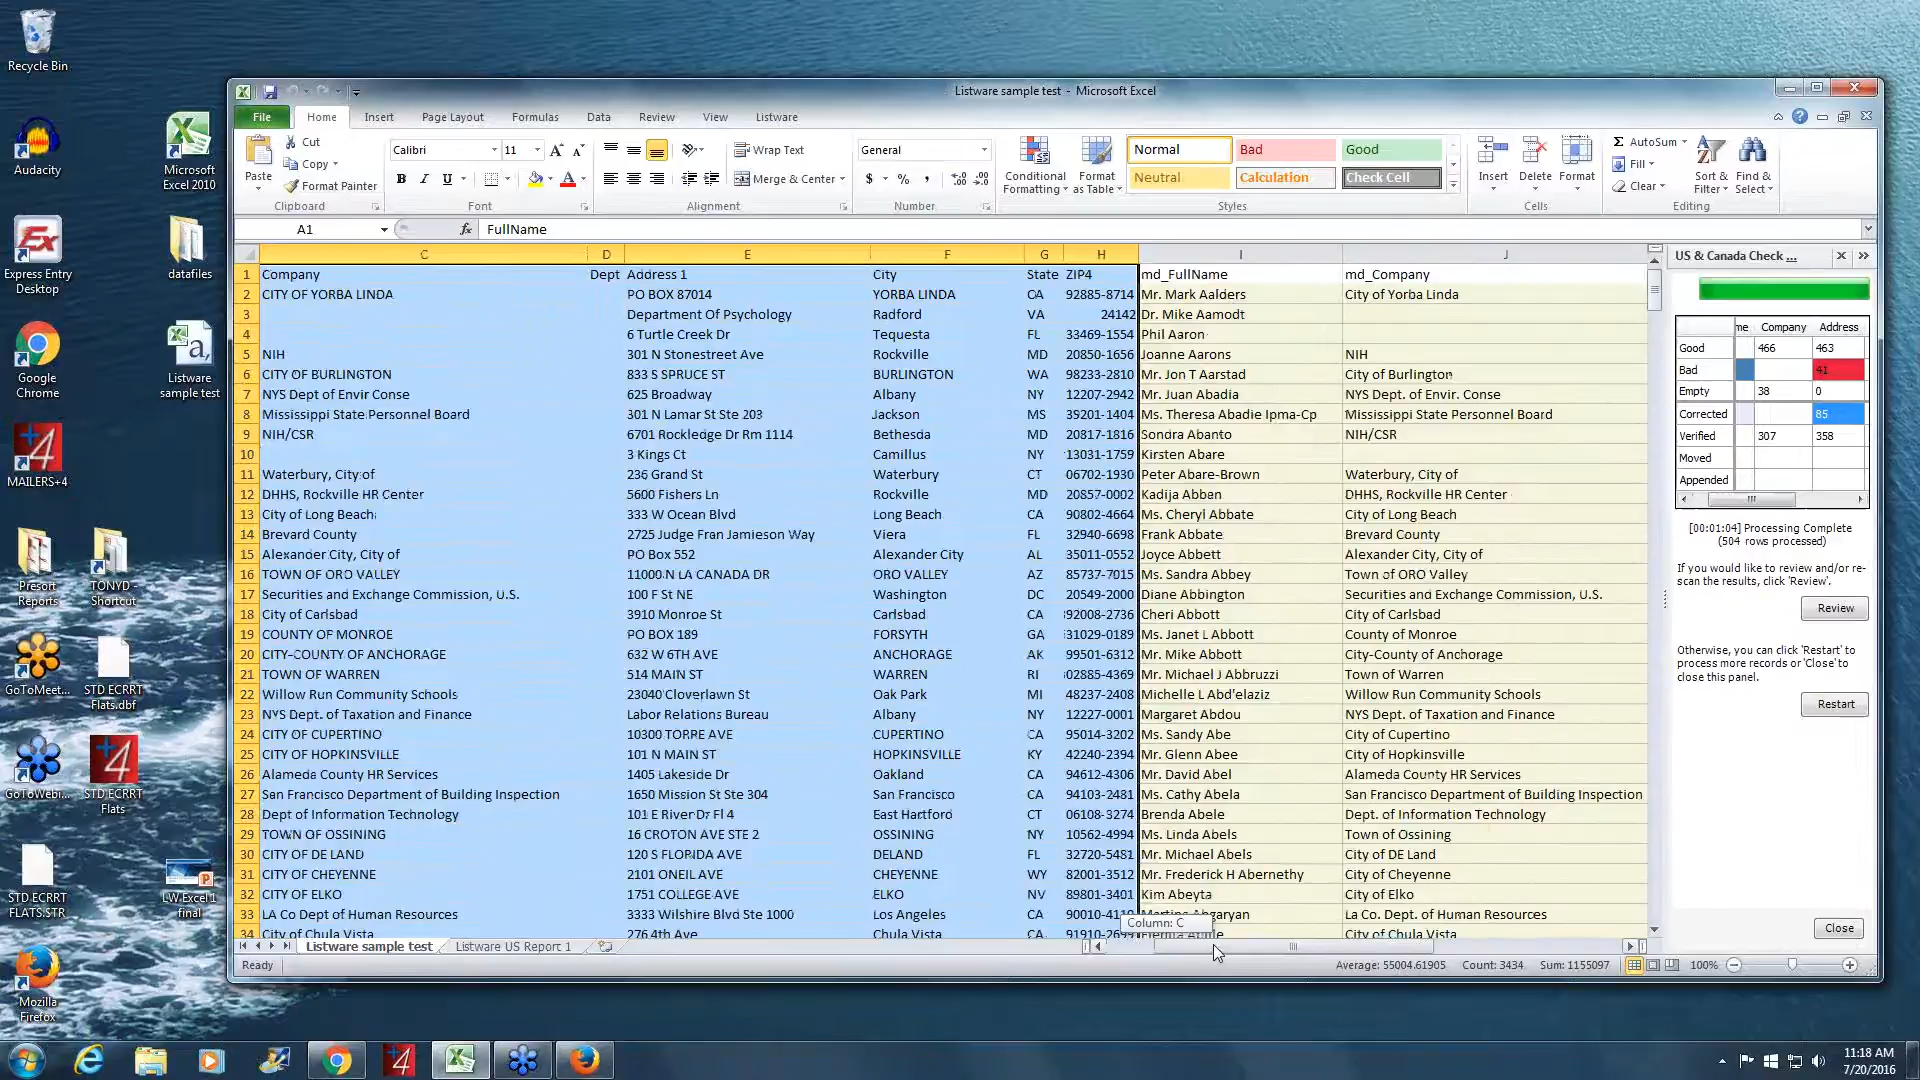 Recycle Bin
Audacity
Microsoft
Excel 2010
Express Entry
Desktop
datafiles
Google
Chrome
Listware
sample test
MAILERS+4
Presort
Reports
TONYD -
Shortcut
GoToMeet...
STD ECRRT
Flats.dbf
GoToWebi...
STD ECRRT
Flats
STD ECRRT
FLATS.STR
LW Excel 1
final
Mozilla
Firefox
Listware sample test - Microsoft Excel
File Home Insert Page Layout Formulas Data Review View Listware
Paste
Cut
Copy
Format Painter
Clipboard
Calibri 11
B I U
Font
Wrap Text
Merge & Center
Alignment
General
$ % ,
Number
Conditional
Formatting
Format
as Table
Normal Bad Good
Neutral Calculation Check Cell
Styles
Insert Delete Format
Cells
AutoSum
Fill
Clear
Sort &
Filter
Find &
Select
Editing
A1 fx FullName
C D E F G H I J
1 Company Dept Address 1 City State ZIP4 md_FullName md_Company
2 CITY OF YORBA LINDA PO BOX 87014 YORBA LINDA CA 92885-8714 Mr. Mark Aalders City of Yorba Linda
3 Department Of Psychology Radford VA 24142 Dr. Mike Aamodt
4 6 Turtle Creek Dr Tequesta FL 33469-1554 Phil Aaron
5 NIH 301 N Stonestreet Ave Rockville MD 20850-1656 Joanne Aarons NIH
6 CITY OF BURLINGTON 833 S SPRUCE ST BURLINGTON WA 98233-2810 Mr. Jon T Aarstad City of Burlington
7 NYS Dept of Envir Conse 625 Broadway Albany NY 12207-2942 Mr. Juan Abadia NYS Dept. of Envir. Conse
8 Mississippi State Personnel Board 301 N Lamar St Ste 203 Jackson MS 39201-1404 Ms. Theresa Abadie Ipma-Cp Mississippi State Personnel Board
9 NIH/CSR 6701 Rockledge Dr Rm 1114 Bethesda MD 20817-1816 Sondra Abanto NIH/CSR
10 3 Kings Ct Camillus NY 13031-1759 Kirsten Abare
11 Waterbury, City of 236 Grand St Waterbury CT 06702-1930 Peter Abare-Brown Waterbury, City of
12 DHHS, Rockville HR Center 5600 Fishers Ln Rockville MD 20857-0002 Kadija Abban DHHS, Rockville HR Center
13 City of Long Beach 333 W Ocean Blvd Long Beach CA 90802-4664 Ms. Cheryl Abbate City of Long Beach
14 Brevard County 2725 Judge Fran Jamieson Way Viera FL 32940-6698 Frank Abbate Brevard County
15 Alexander City, City of PO Box 552 Alexander City AL 35011-0552 Joyce Abbett Alexander City, City of
16 TOWN OF ORO VALLEY 11000 N LA CANADA DR ORO VALLEY AZ 85737-7015 Ms. Sandra Abbey Town of ORO Valley
17 Securities and Exchange Commission, U.S. 100 F St NE Washington DC 20549-2000 Diane Abbington Securities and Exchange Commission, U.S.
18 City of Carlsbad 3910 Monroe St Carlsbad CA 92008-2736 Cheri Abbott City of Carlsbad
19 COUNTY OF MONROE PO BOX 189 FORSYTH GA 31029-0189 Ms. Janet L Abbott County of Monroe
20 CITY-COUNTY OF ANCHORAGE 632 W 6TH AVE ANCHORAGE AK 99501-6312 Mr. Mike Abbott City-County of Anchorage
21 TOWN OF WARREN 514 MAIN ST WARREN RI 02885-4369 Mr. Michael J Abbruzzi Town of Warren
22 Willow Run Community Schools 23040 Cloverlawn St Oak Park MI 48237-2408 Michelle L Abd'elaziz Willow Run Community Schools
23 NYS Dept. of Taxation and Finance Labor Relations Bureau Albany NY 12227-0001 Margaret Abdou NYS Dept. of Taxation and Finance
24 CITY OF CUPERTINO 10300 TORRE AVE CUPERTINO CA 95014-3202 Ms. Sandy Abe City of Cupertino
25 CITY OF HOPKINSVILLE 101 N MAIN ST HOPKINSVILLE KY 42240-2394 Mr. Glenn Abee City of Hopkinsville
26 Alameda County HR Services 1405 Lakeside Dr Oakland CA 94612-4306 Mr. David Abel Alameda County HR Services
27 San Francisco Department of Building Inspection 1650 Mission St Ste 304 San Francisco CA 94103-2481 Ms. Cathy Abela San Francisco Department of Building Inspection
28 Dept of Information Technology 101 E River Dr Fl 4 East Hartford CT 06108-3274 Brenda Abele Dept. of Information Technology
29 TOWN OF OSSINING 16 CROTON AVE STE 2 OSSINING NY 10562-4994 Ms. Linda Abels Town of Ossining
30 CITY OF DE LAND 120 S FLORIDA AVE DELAND FL 32720-5481 Mr. Michael Abels City of DE Land
31 CITY OF CHEYENNE 2101 ONEIL AVE CHEYENNE WY 82001-3512 Mr. Frederick H Abernethy City of Cheyenne
32 CITY OF ELKO 1751 COLLEGE AVE ELKO NV 89801-3401 Kim Abeyta City of Elko
33 LA Co Dept of Human Resources 3333 Wilshire Blvd Ste 1000 Los Angeles CA La Co. Dept. of Human Resources
34 City of Chula Vista 276 4th Ave Chula Vista CA City of Chula Vista
Column: C
Listware sample test Listware US Report 1
Ready Average: 55004.61905 Count: 3434 Sum: 1155097 100%
US & Canada Check ...
me Company Address
Good 466 463
Bad 41
Empty 38 0
Corrected 85
Verified 307 358
Moved
Appended
[00:01:04] Processing Complete
(504 rows processed)
If you would like to review and/or re-
scan the results, click 'Review'.
Review
Otherwise, you can click 'Restart' to
process more records or 'Close' to
close this panel.
Restart
Close
11:18 AM
7/20/2016